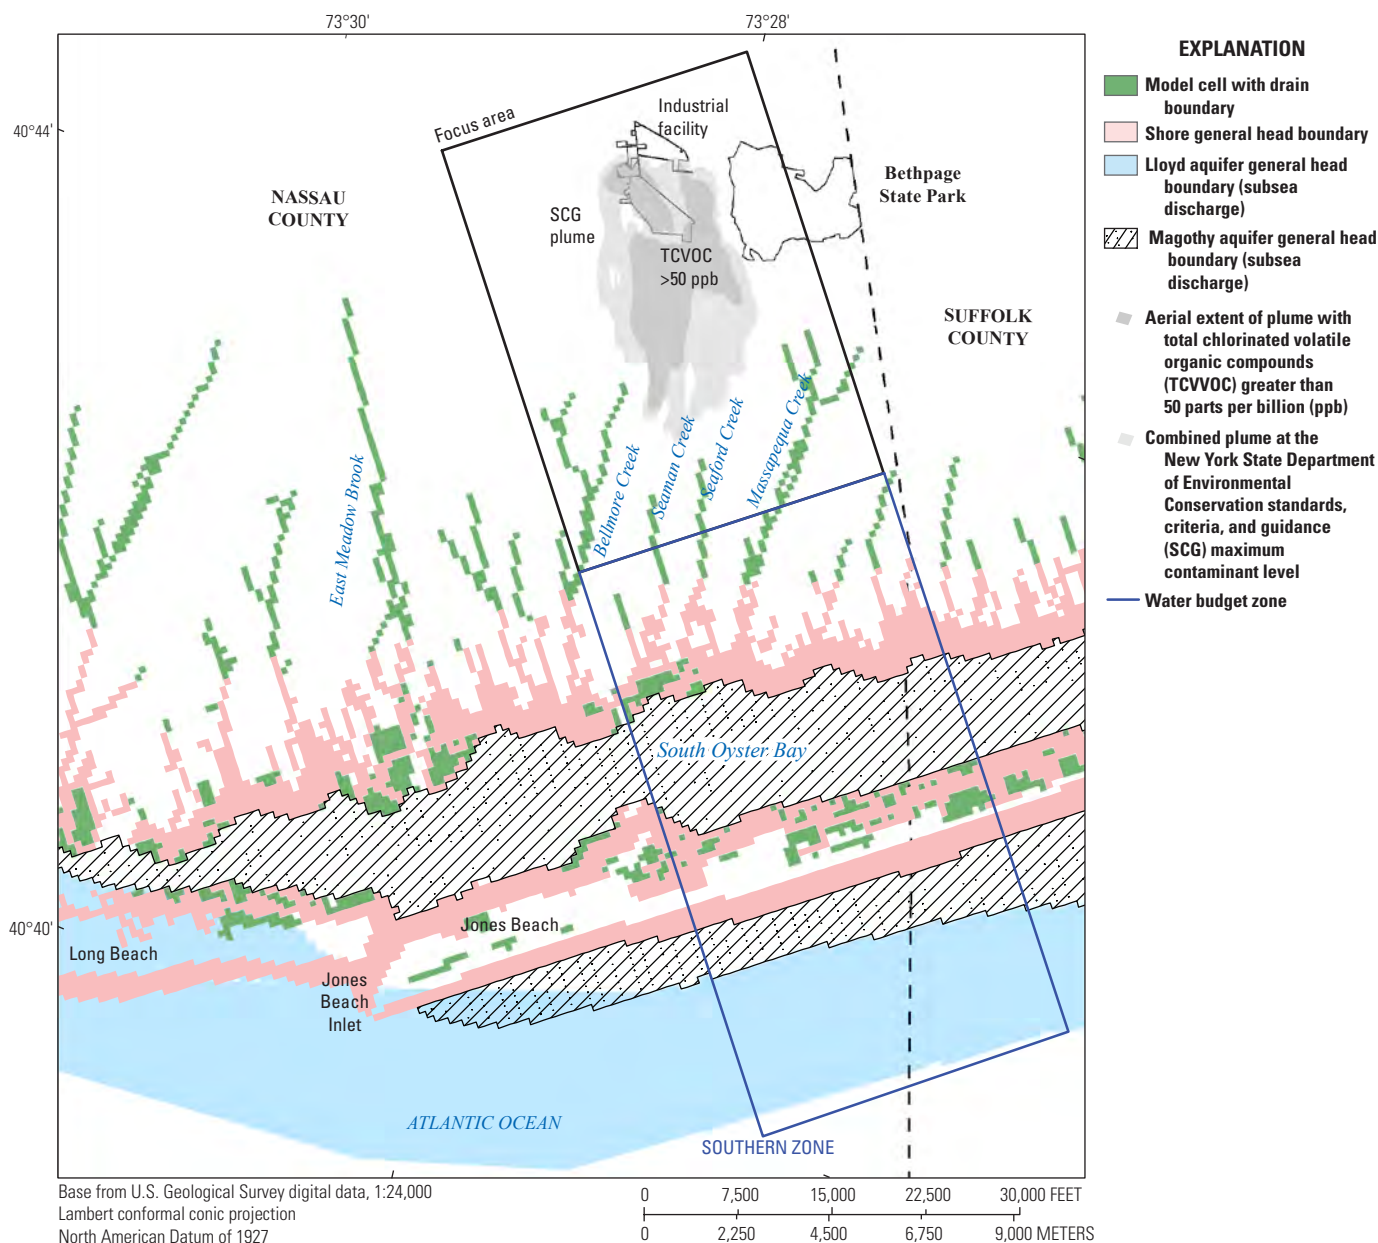 73°30'
73°28'
40°44'
40°40'
Focus area
Industrial
facility
NASSAU
COUNTY
SCG
plume
TCVOC
>50 ppb
Bethpage
State Park
SUFFOLK
COUNTY
East Meadow Brook
Bellmore Creek
Seaman Creek
Seaford Creek
Massapequa Creek
South Oyster Bay
Jones Beach
Long Beach
Jones
Beach
Inlet
ATLANTIC OCEAN
SOUTHERN ZONE
EXPLANATION
Model cell with drain
boundary
Shore general head boundary
Lloyd aquifer general head
boundary (subsea
discharge)
Magothy aquifer general head
boundary (subsea
discharge)
Aerial extent of plume with
total chlorinated volatile
organic compounds
(TCVVOC) greater than
50 parts per billion (ppb)
Combined plume at the
New York State Department
of Environmental
Conservation standards,
criteria, and guidance
(SCG) maximum
contaminant level
Water budget zone
Base from U.S. Geological Survey digital data, 1:24,000
Lambert conformal conic projection
North American Datum of 1927
0 7,500 15,000 22,500 30,000 FEET
0 2,250 4,500 6,750 9,000 METERS